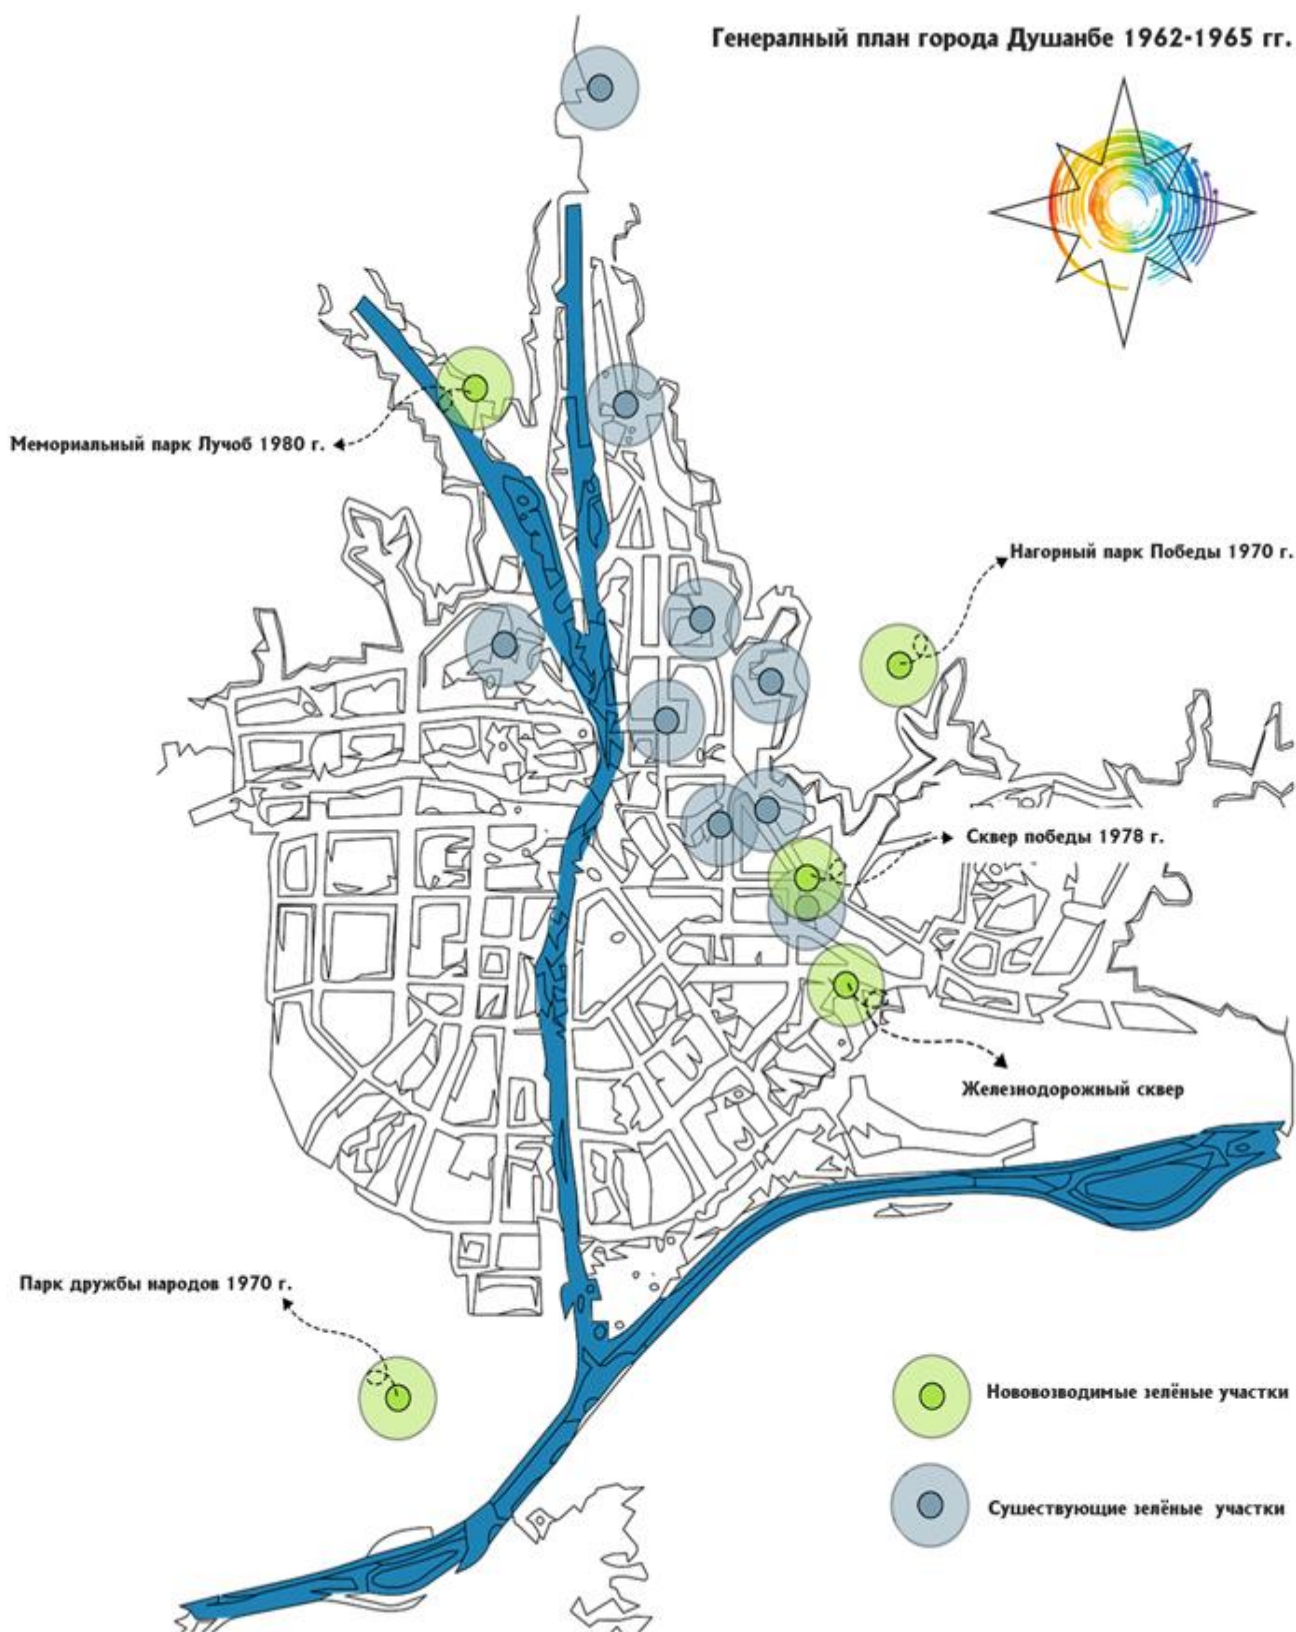 Генералный план города Душанбе 1962-1965 гг.
Мемориальный парк Лучоб 1980 г.
Нагорный парк Победы 1970 г.
Сквер победы 1978 г.
Железнодорожный сквер
Парк дружбы народов 1970 г.
Нововозводимые зелёные участки
Сушествующие зелёные участки